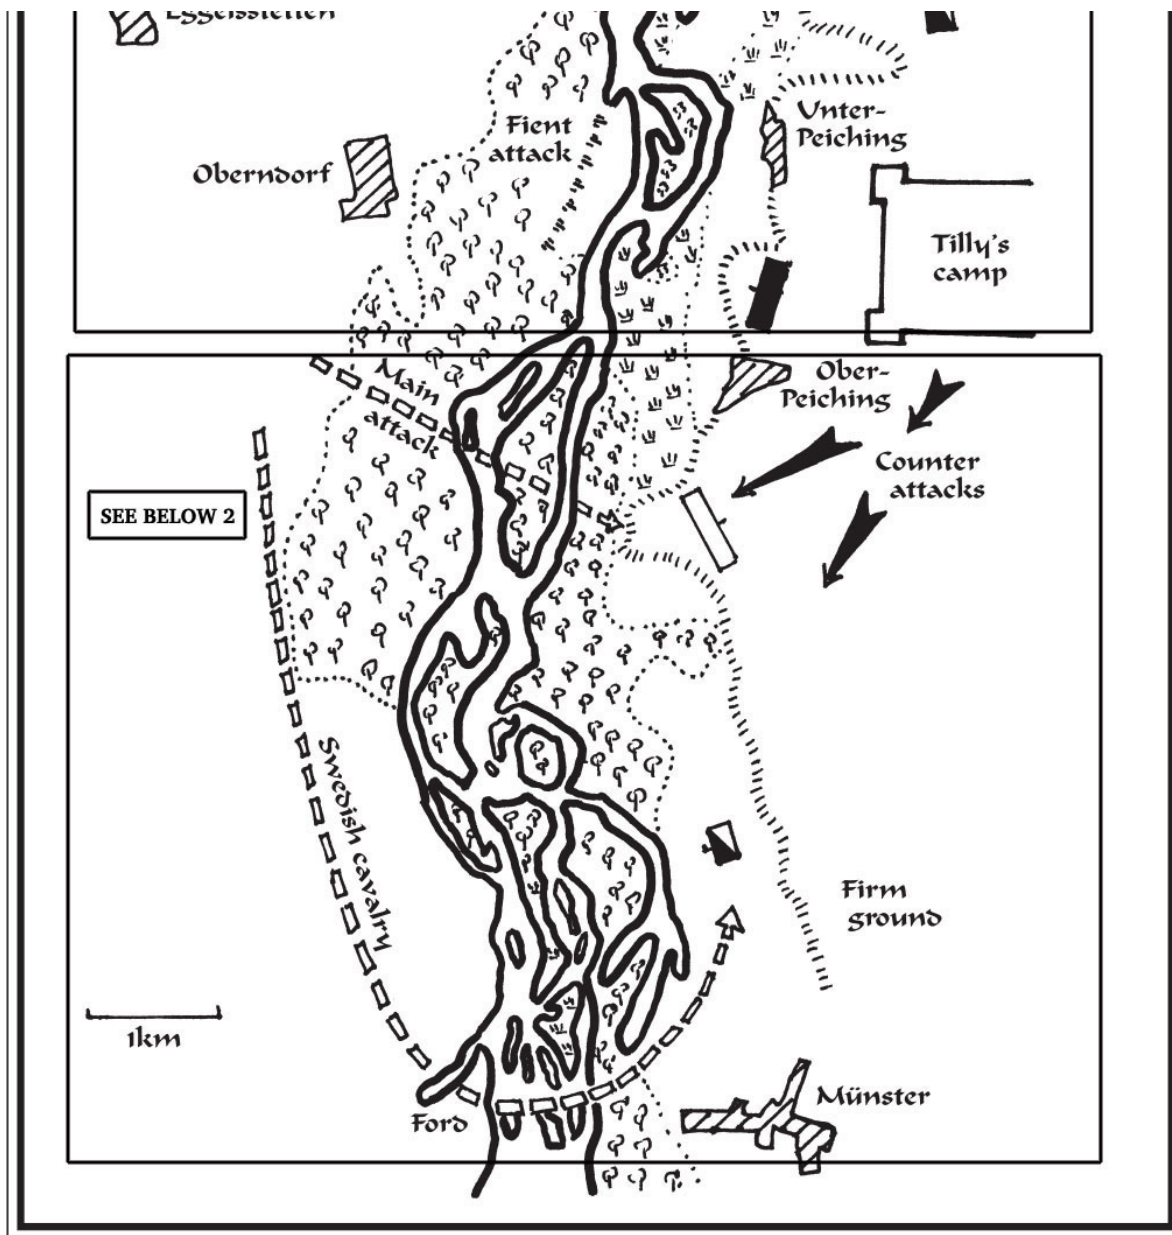 Eggelsstetten
Fient
attack
Unter-
Peiching
Oberndorf
Tilly's
camp
Main
attack
Ober-
Peiching
Counter
attacks
SEE BELOW 2
Swedish cavalry
Firm
ground
1km
Ford
Münster